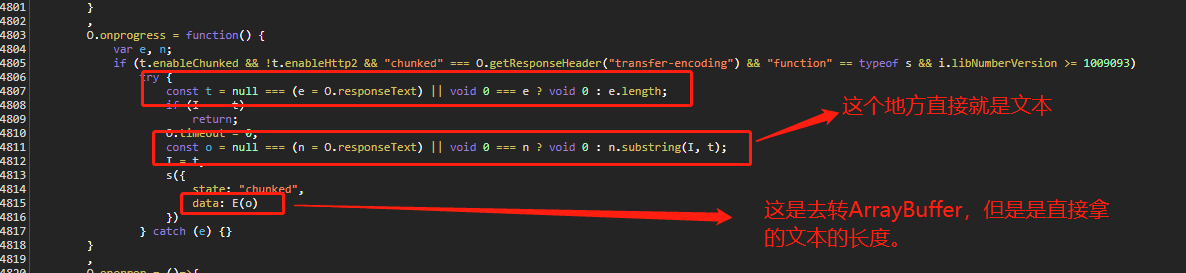 4801 }
4802 ,
4803 O.onprogress = function() {
4804 var e, n;
4805 if (t.enableChunked && !t.enableHttp2 && "chunked" === O.getResponseHeader("transfer-encoding") && "function" == typeof s && i.libNumberVersion >= 1009093)
4806 try {
4807 const t = null === (e = O.responseText) || void 0 === e ? void 0 : e.length;
4808 if (I t)
4809 return;
4810 O.timeout = 0,
4811 const o = null === (n = O.responseText) || void 0 === n ? void 0 : n.substring(I, t);
4812 I = t,
4813 s({
4814 state: "chunked",
4815 data: E(o)
4816 })
4817 } catch (e) {}
4818 }
4819 ,
4820
这个地方直接就是文本
这是去转ArrayBuffer，但是是直接拿
的文本的长度。